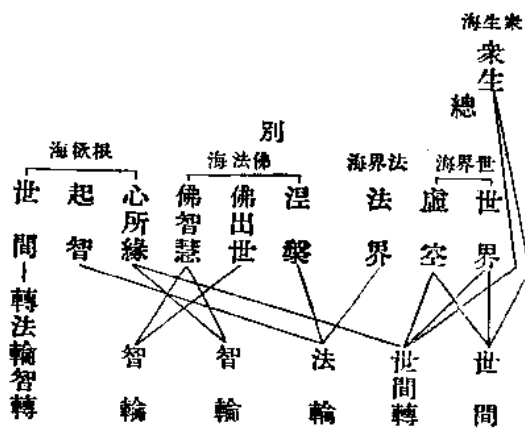 衆生海
衆生
總
別
世界海
法界海
佛法海
根欲海
世界
虛空
法界
涅槃
佛出世
佛智慧
心所緣
起智
世間－轉法輪智轉
世間
世間轉
法輪
智輪
智輪